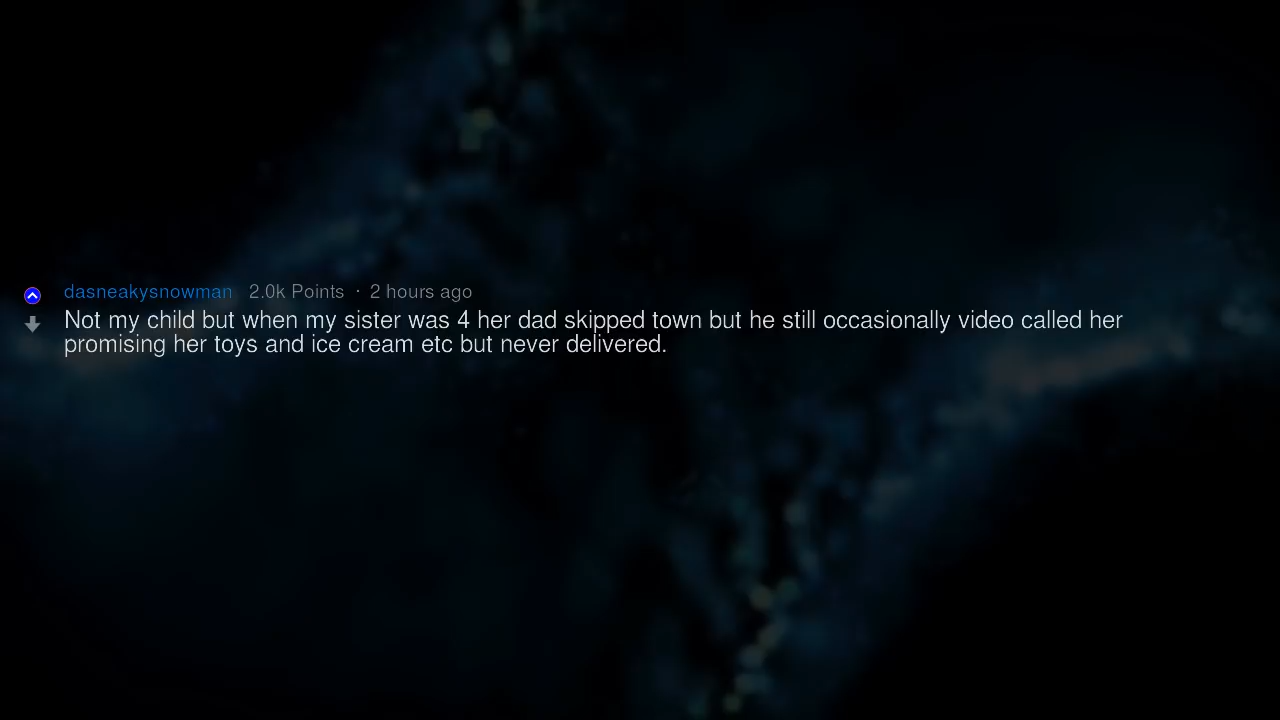 dasneakysnowman 2.0k Points · 2 hours ago
Not my child but when my sister was 4 her dad skipped town but he still occasionally video called her
promising her toys and ice cream etc but never delivered.